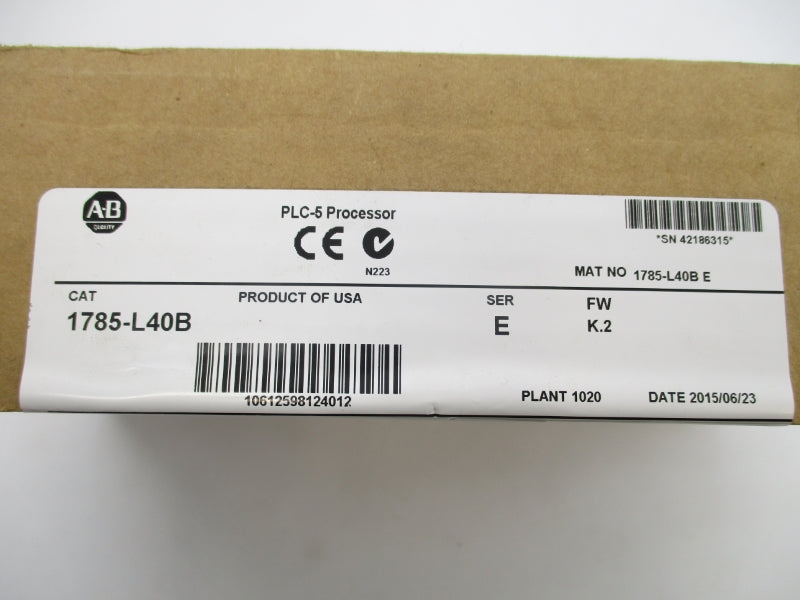 A-B
QUALITY
PLC-5 Processor
CE
N223
*SN 42186315*
MAT NO 1785-L40B E
CAT
1785-L40B
PRODUCT OF USA
SER
E
FW
K.2
10612598124012
PLANT 1020
DATE 2015/06/23